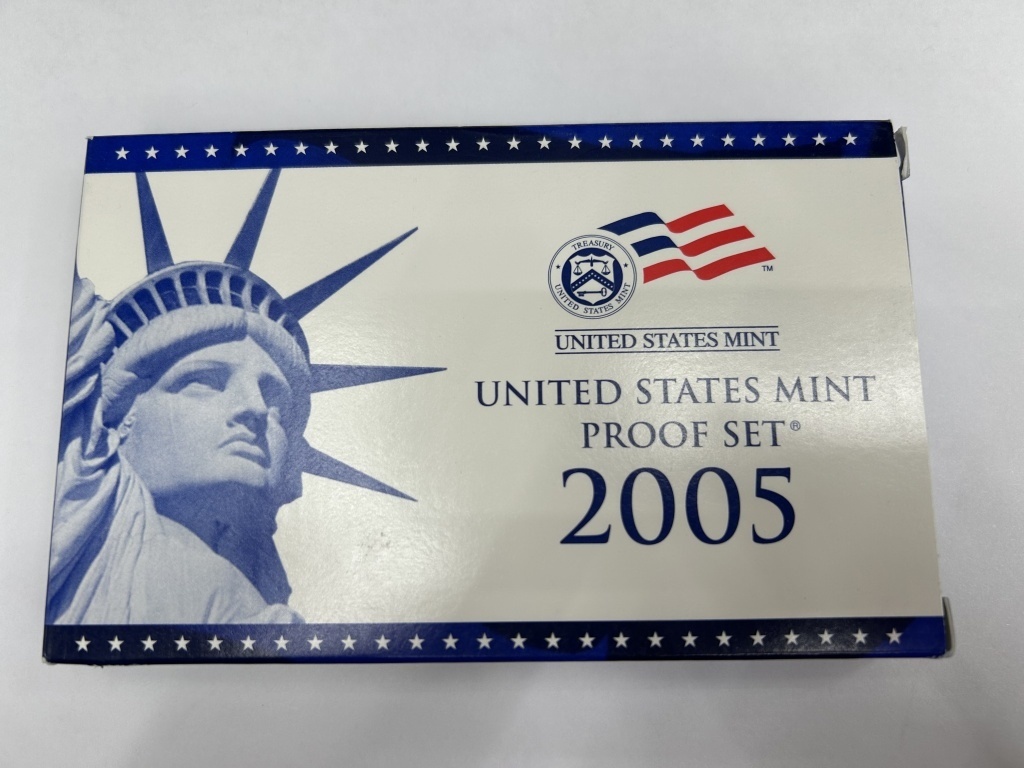 TREASURY
UNITED STATES MINT
TM
UNITED STATES MINT
UNITED STATES MINT
PROOF SET®
2005